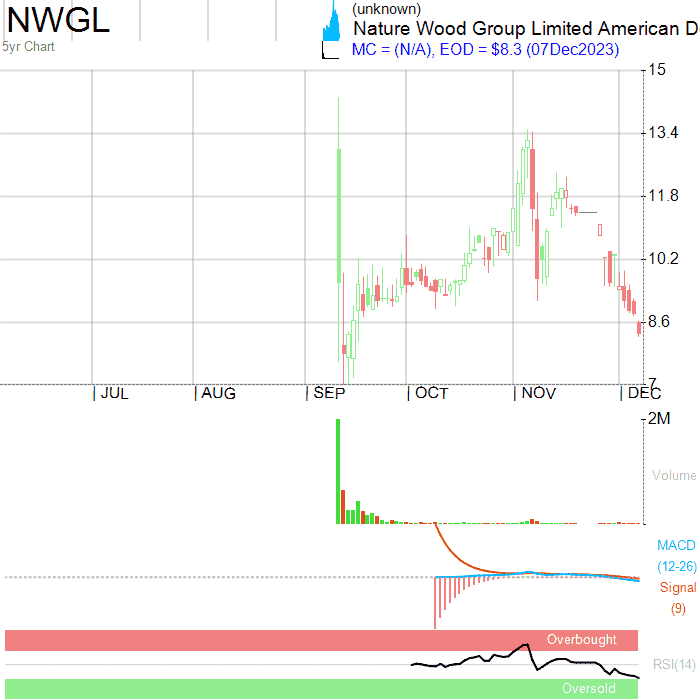 NWGL
5yr Chart
(unknown)
Nature Wood Group Limited American D
MC = (N/A), EOD = $8.3 (07Dec2023)
15
13.4
11.8
10.2
8.6
7
JUL AUG SEP OCT NOV DEC
2M
Volume
MACD
(12-26)
Signal
(9)
Overbought
RSI(14)
Oversold